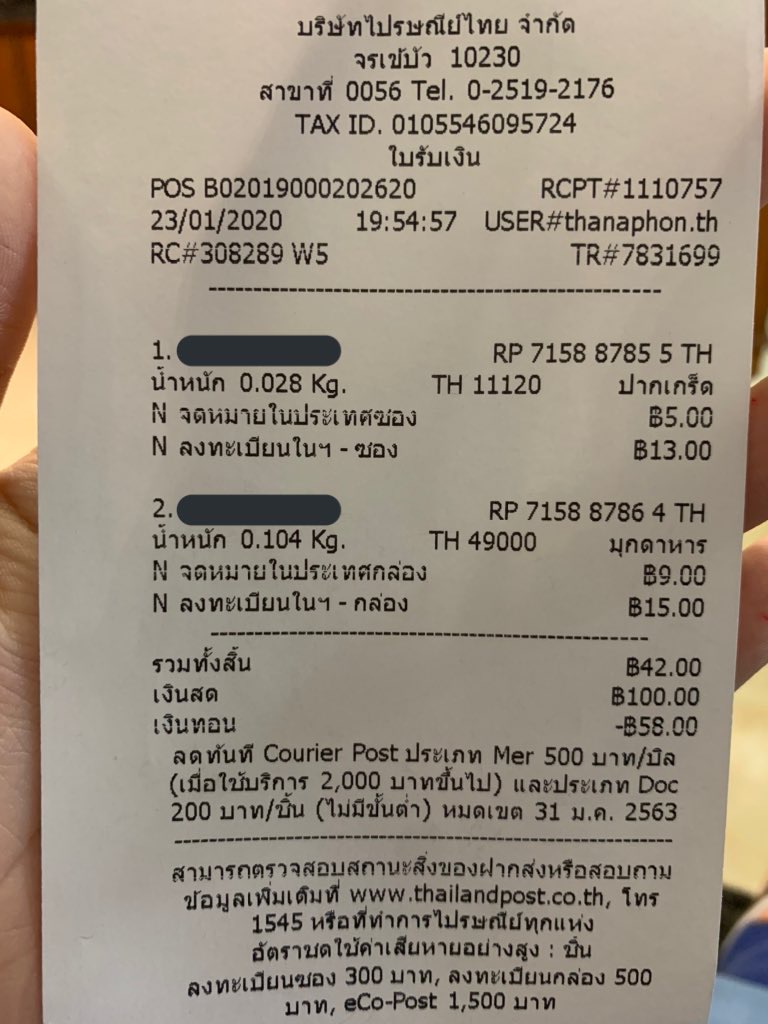 บริษัทไปรษณีย์ไทย จำกัด
จรเข้บัว 10230
สาขาที่ 0056 Tel. 0-2519-2176
TAX ID. 0105546095724
ใบรับเงิน
POS B02019000202620 RCPT#1110757
23/01/2020 19:54:57 USER#thanaphon.th
RC#308289 W5 TR#7831699
1. RP 7158 8785 5 TH
น้ำหนัก 0.028 Kg. TH 11120 ปากเกร็ด
N จดหมายในประเทศซอง ฿5.00
N ลงทะเบียนในฯ - ซอง ฿13.00
2. RP 7158 8786 4 TH
น้ำหนัก 0.104 Kg. TH 49000 มุกดาหาร
N จดหมายในประเทศกล่อง ฿9.00
N ลงทะเบียนในฯ - กล่อง ฿15.00
รวมทั้งสิ้น ฿42.00
เงินสด ฿100.00
เงินทอน -฿58.00
ลดทันที Courier Post ประเภท Mer 500 บาท/บิล
(เมื่อใช้บริการ 2,000 บาทขึ้นไป) และประเภท Doc
200 บาท/ชิ้น (ไม่มีขั้นต่ำ) หมดเขต 31 ม.ค. 2563
สามารถตรวจสอบสถานะสิ่งของฝากส่งหรือสอบถาม
ข้อมูลเพิ่มเติมที่ www.thailandpost.co.th, โทร
1545 หรือที่ทำการไปรษณีย์ทุกแห่ง
อัตราชดใช้ค่าเสียหายอย่างสูง : ชิ้น
ลงทะเบียนซอง 300 บาท, ลงทะเบียนกล่อง 500
บาท, eCo-Post 1,500 บาท